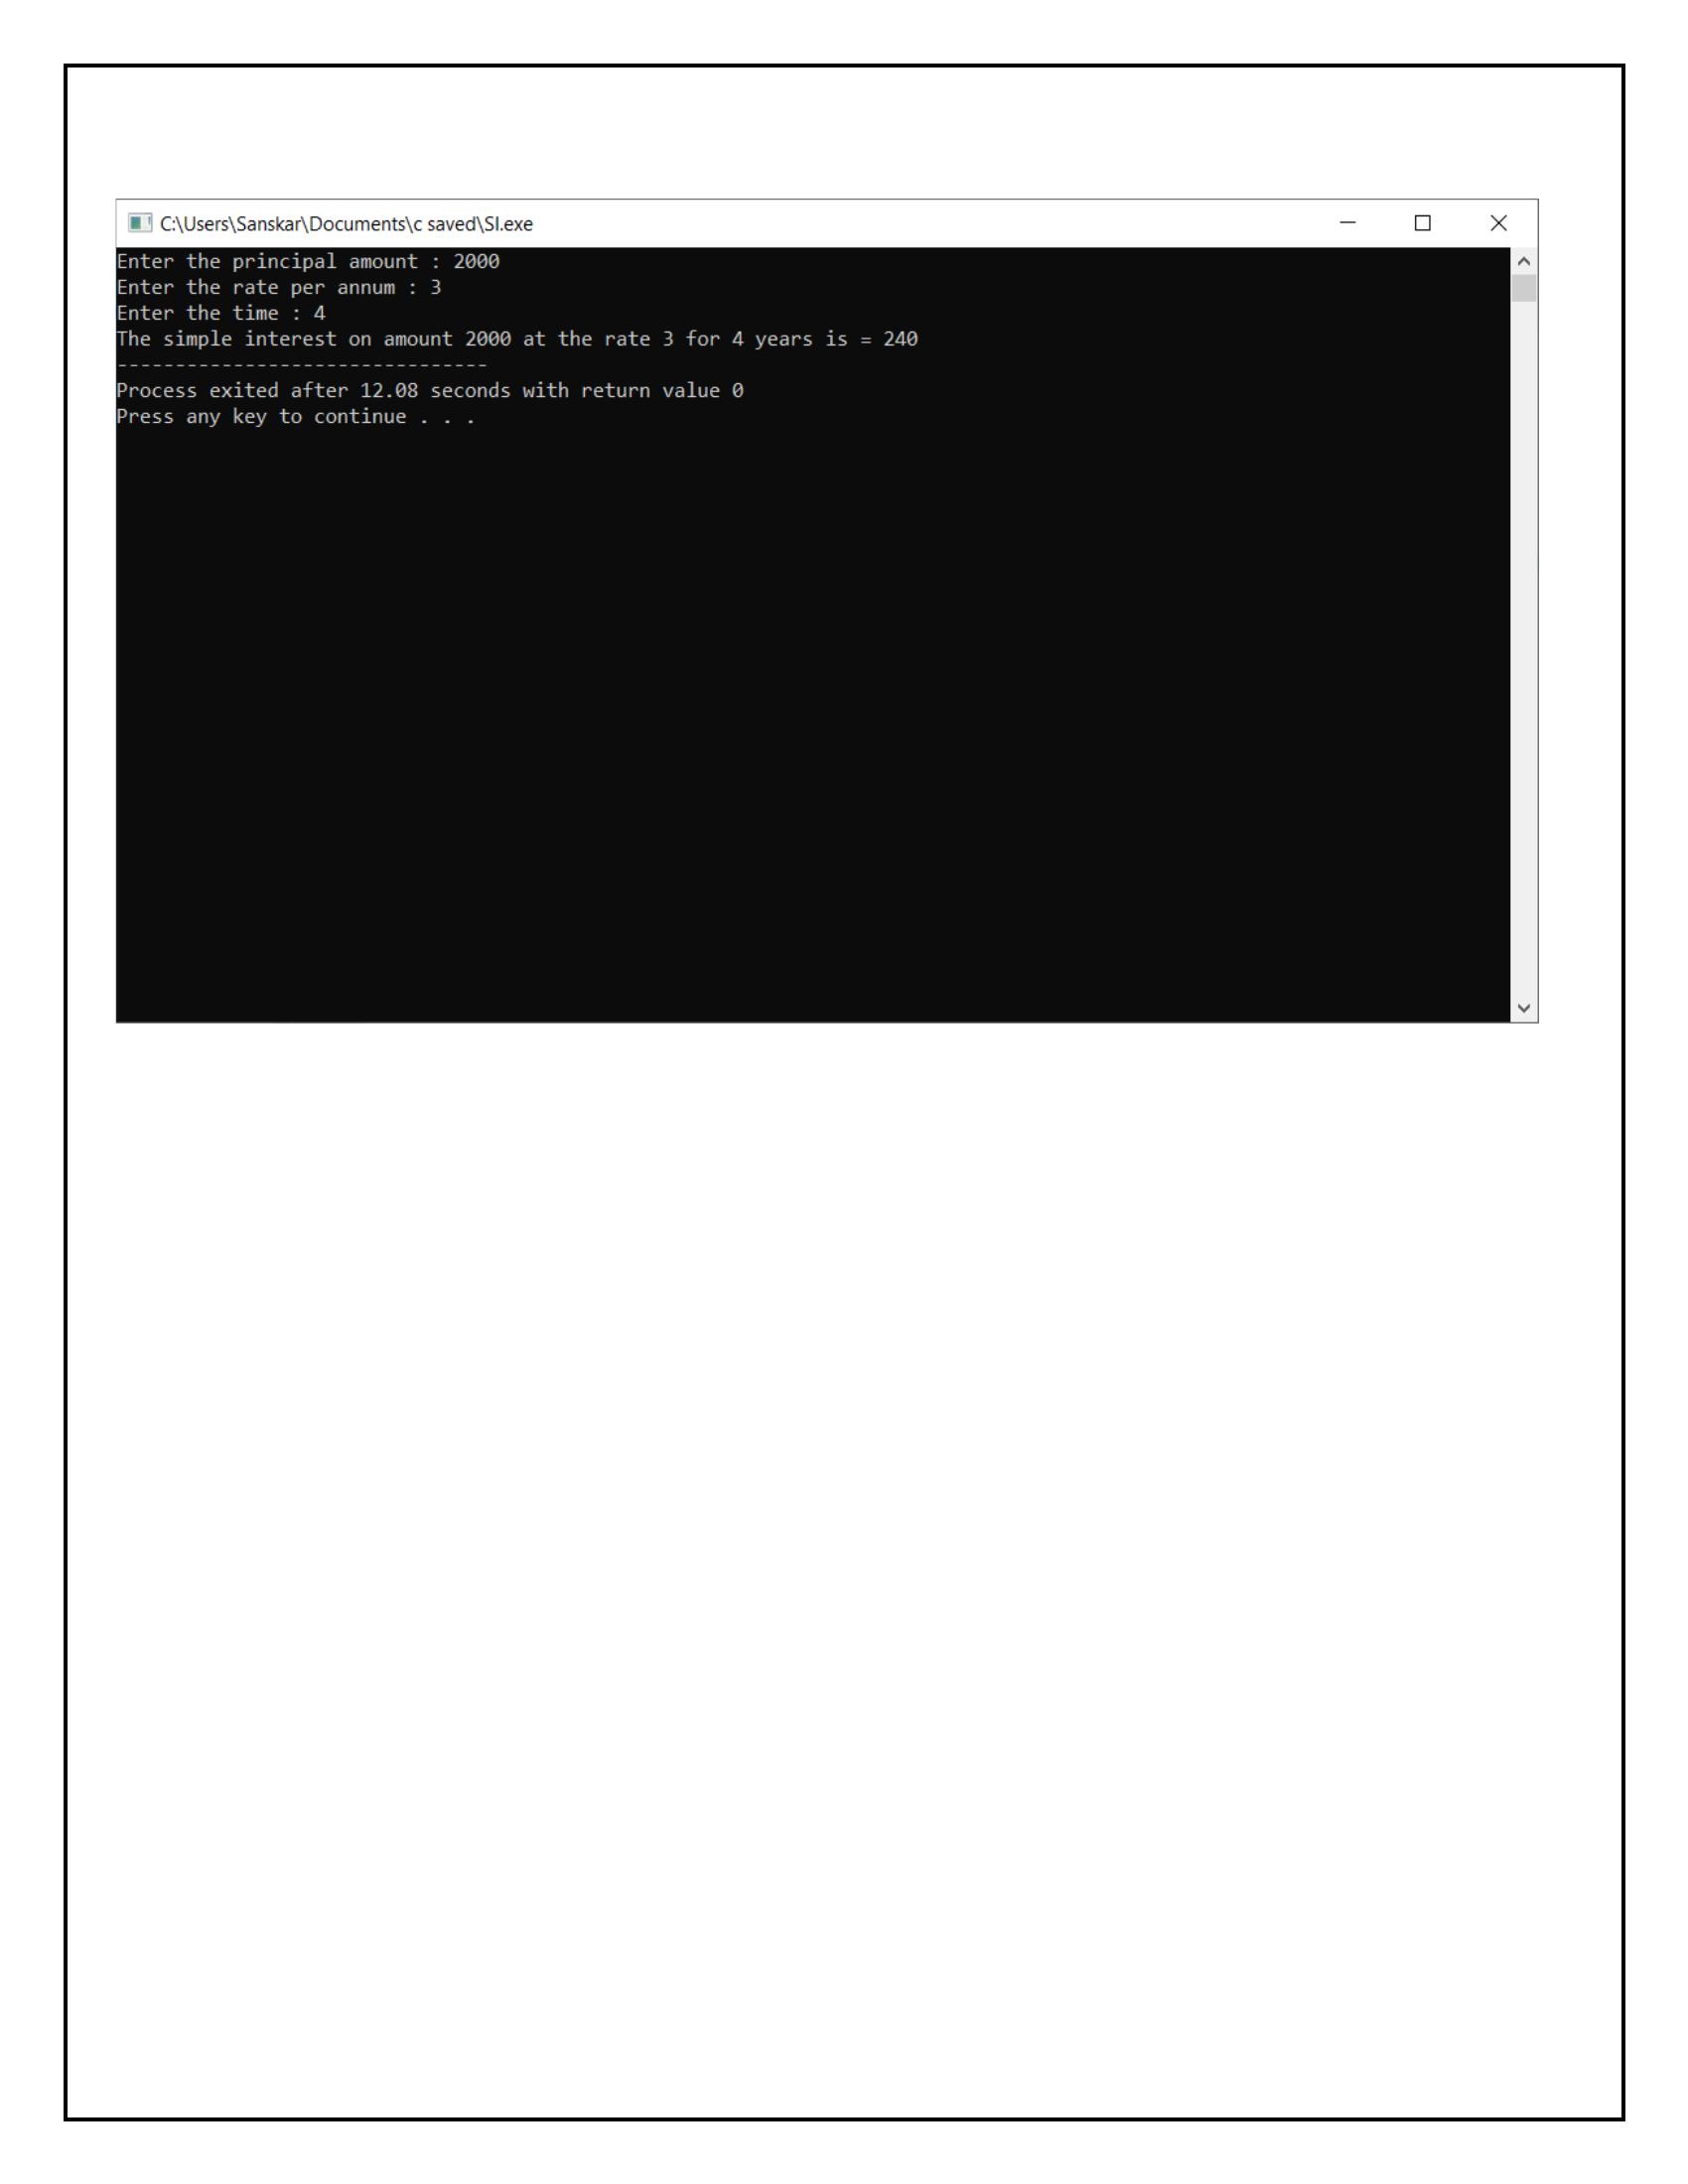 C:\Users\Sanskar\Documents\c saved\SI.exe
Enter the principal amount : 2000
Enter the rate per annum : 3
Enter the time : 4
The simple interest on amount 2000 at the rate 3 for 4 years is = 240
--------------------------------
Process exited after 12.08 seconds with return value 0
Press any key to continue . . .